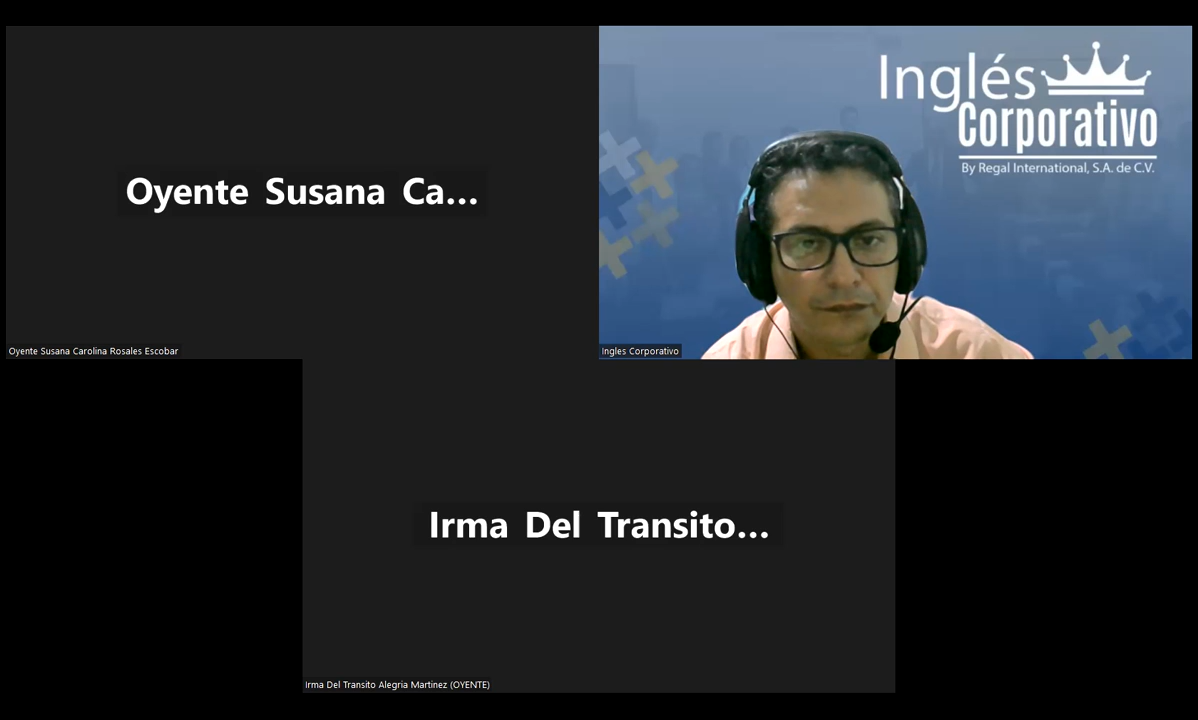 Oyente Susana Ca...
Oyente Susana Carolina Rosales Escobar
Inglés
Corporativo
By Regal International, S.A. de C.V.
Ingles Corporativo
Irma Del Transito...
Irma Del Transito Alegria Martinez (OYENTE)